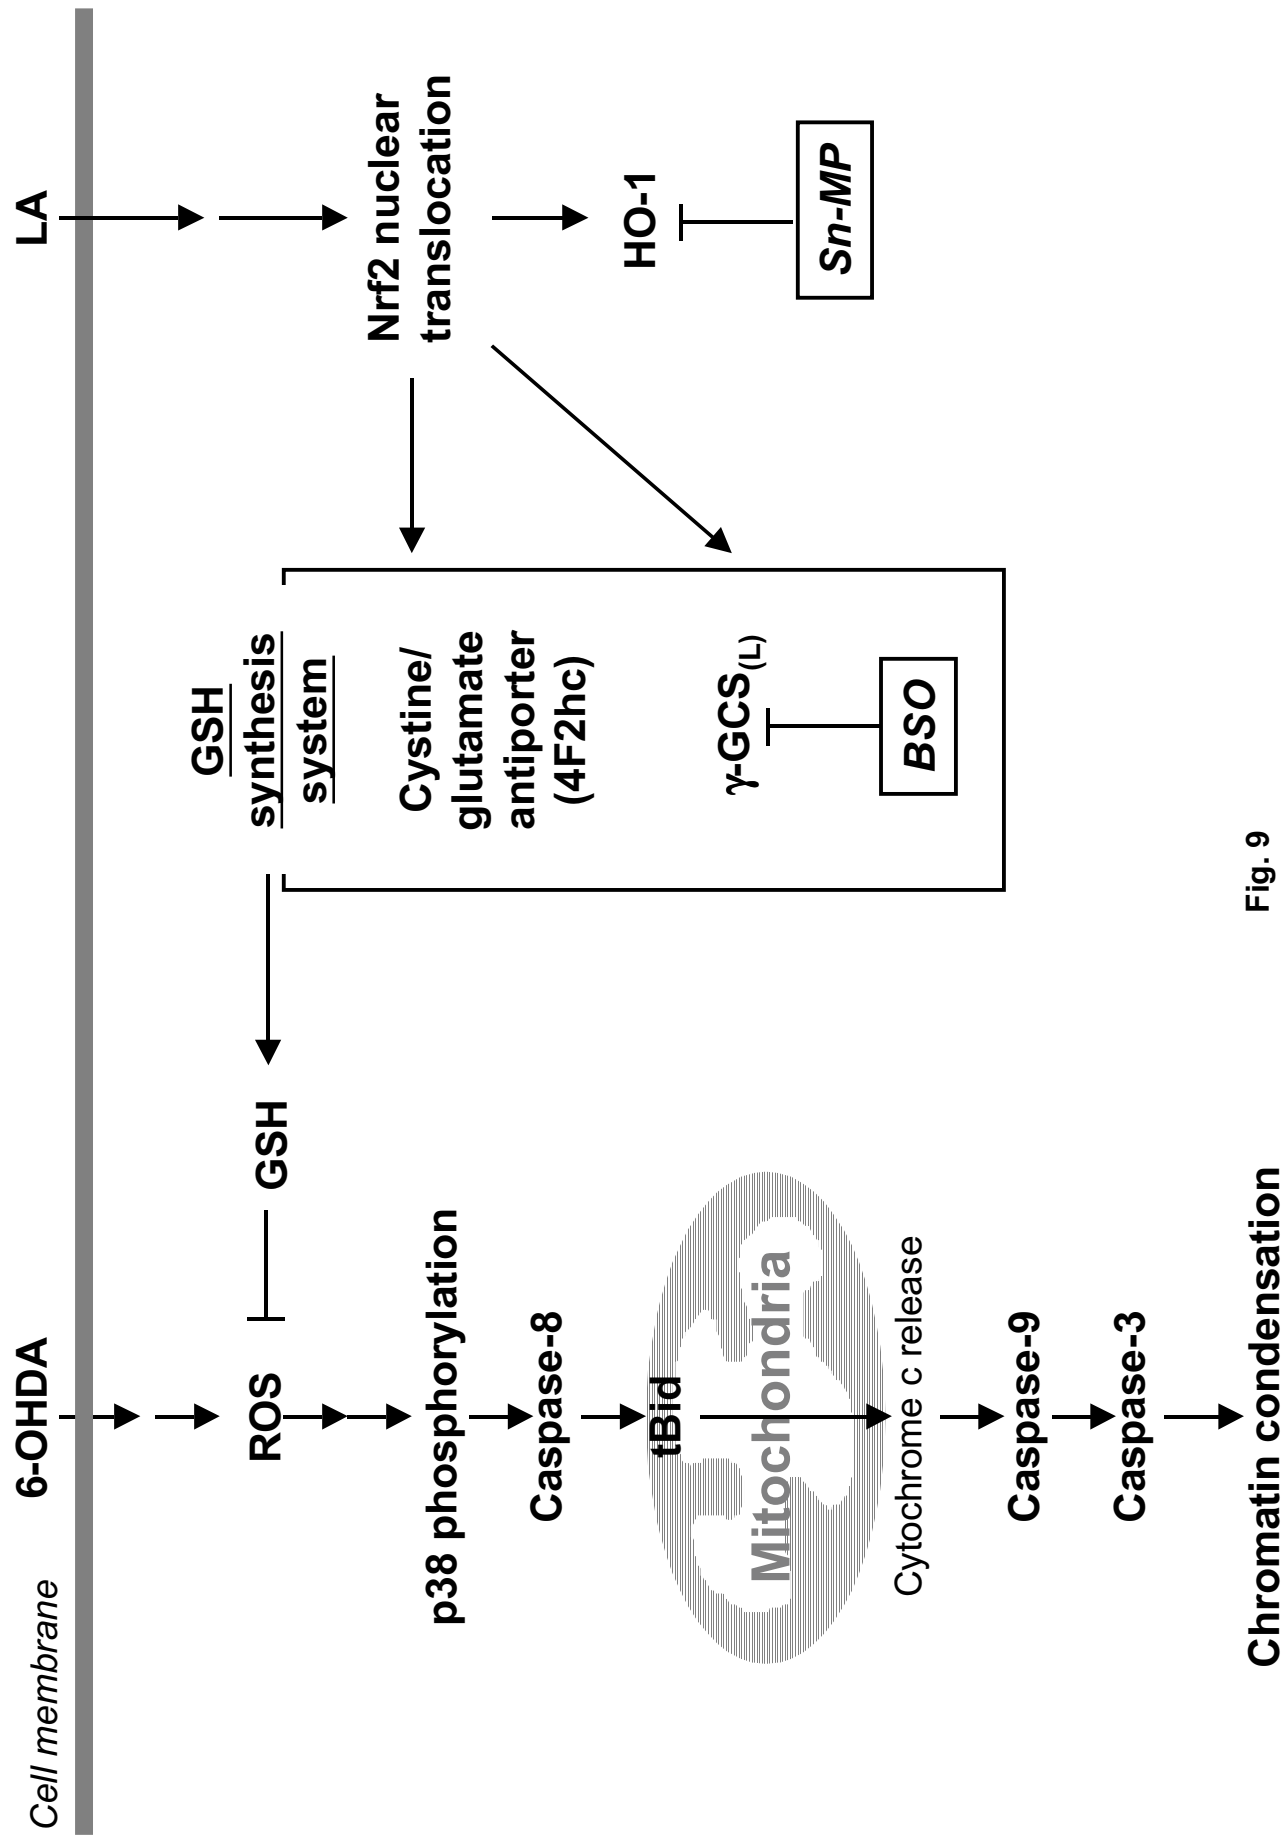 Cell membrane
6-OHDA
LA
ROS
GSH
GSH
synthesis
system
Nrf2 nuclear
translocation
p38 phosphorylation
Cystine/
glutamate
antiporter
(4F2hc)
Caspase-8
HO-1
tBid
γ-GCS(L)
Mitochondria
Sn-MP
Cytochrome c release
BSO
Caspase-9
Caspase-3
Chromatin condensation
Fig. 9